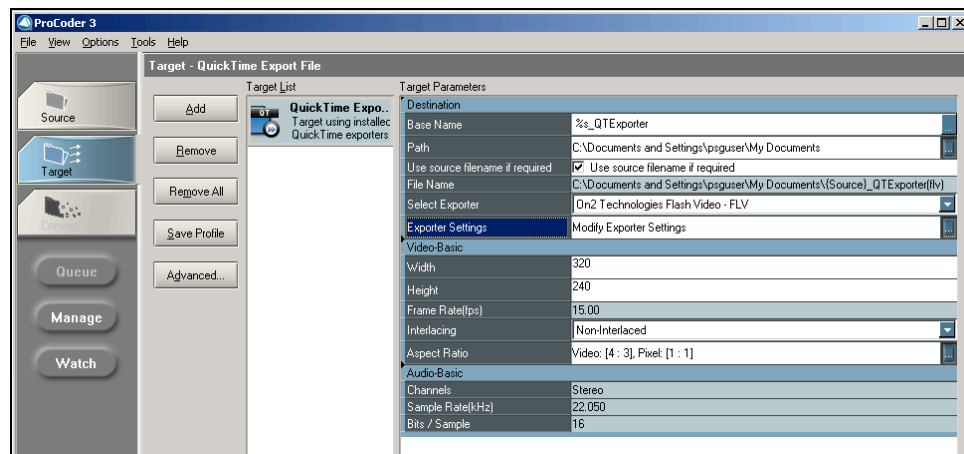 ProCoder 3
File View Options Tools Help
Target - QuickTime Export File
Source
Target
Convert
Queue
Manage
Watch
Add
Remove
Remove All
Save Profile
Advanced...
Target List
QT
QuickTime Expo..
Target using installed
QuickTime exporters
Target Parameters
Destination
Base Name %s_QTExporter ...
Path C:\Documents and Settings\psguser\My Documents ...
Use source filename if required Use source filename if required
File Name C:\Documents and Settings\psguser\My Documents\{Source}_QTExporter(flv)
Select Exporter On2 Technologies Flash Video - FLV
Exporter Settings Modify Exporter Settings ...
Video-Basic
Width 320
Height 240
Frame Rate(fps) 15.00
Interlacing Non-Interlaced
Aspect Ratio Video: [4 : 3], Pixel: [1 : 1] ...
Audio-Basic
Channels Stereo
Sample Rate(kHz) 22.050
Bits / Sample 16